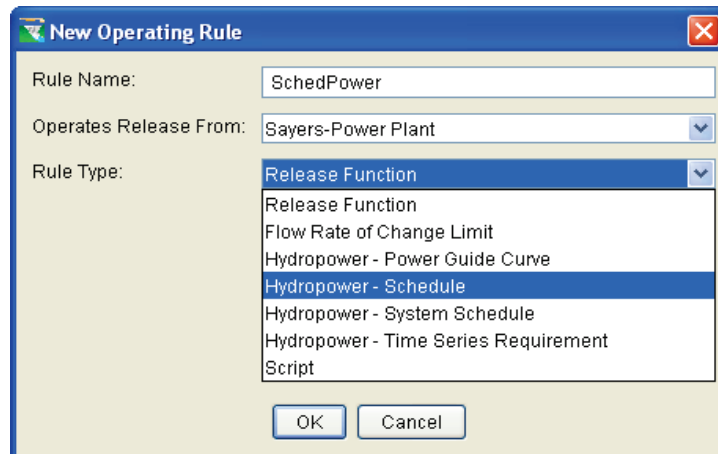 New Operating Rule
Rule Name: SchedPower
Operates Release From: Sayers-Power Plant
Rule Type: Release Function
Release Function
Flow Rate of Change Limit
Hydropower - Power Guide Curve
Hydropower - Schedule
Hydropower - System Schedule
Hydropower - Time Series Requirement
Script
OK Cancel